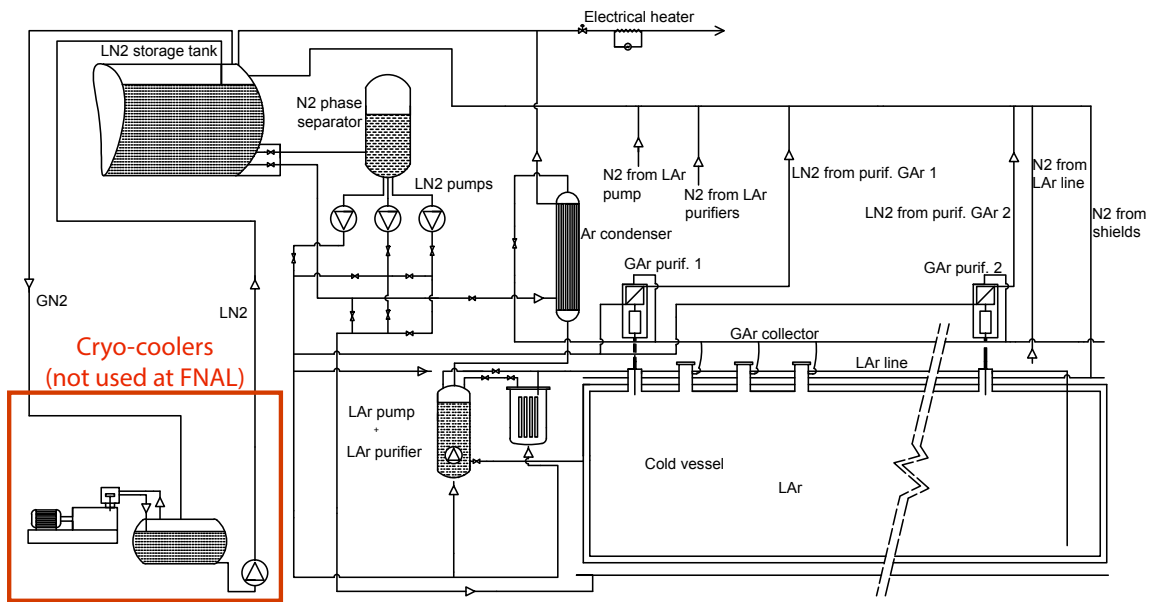 Electrical heater
LN2 storage tank
N2 phase
separator
LN2 pumps
N2 from LAr
pump
N2 from LAr
purifiers
LN2 from purif. GAr 1
LN2 from purif. GAr 2
N2 from
LAr line
N2 from
shields
Ar condenser
GAr purif. 1
GAr purif. 2
GN2
LN2
GAr collector
LAr line
Cryo-coolers
(not used at FNAL)
LAr pump
+
LAr purifier
Cold vessel
LAr